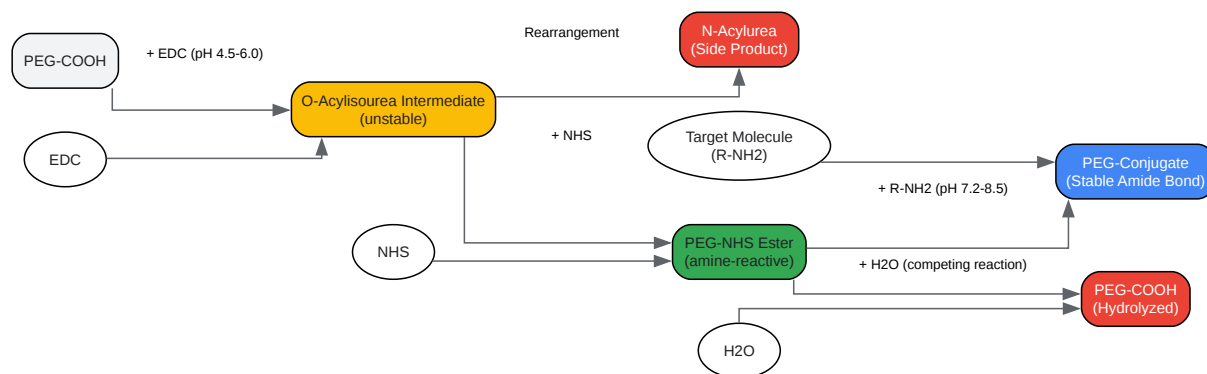 PEG-COOH
+ EDC (pH 4.5-6.0)
EDC
O-Acylisourea Intermediate
(unstable)
Rearrangement
N-Acylurea
(Side Product)
+ NHS
NHS
Target Molecule
(R-NH2)
PEG-NHS Ester
(amine-reactive)
+ R-NH2 (pH 7.2-8.5)
PEG-Conjugate
(Stable Amide Bond)
+ H2O (competing reaction)
H2O
PEG-COOH
(Hydrolyzed)